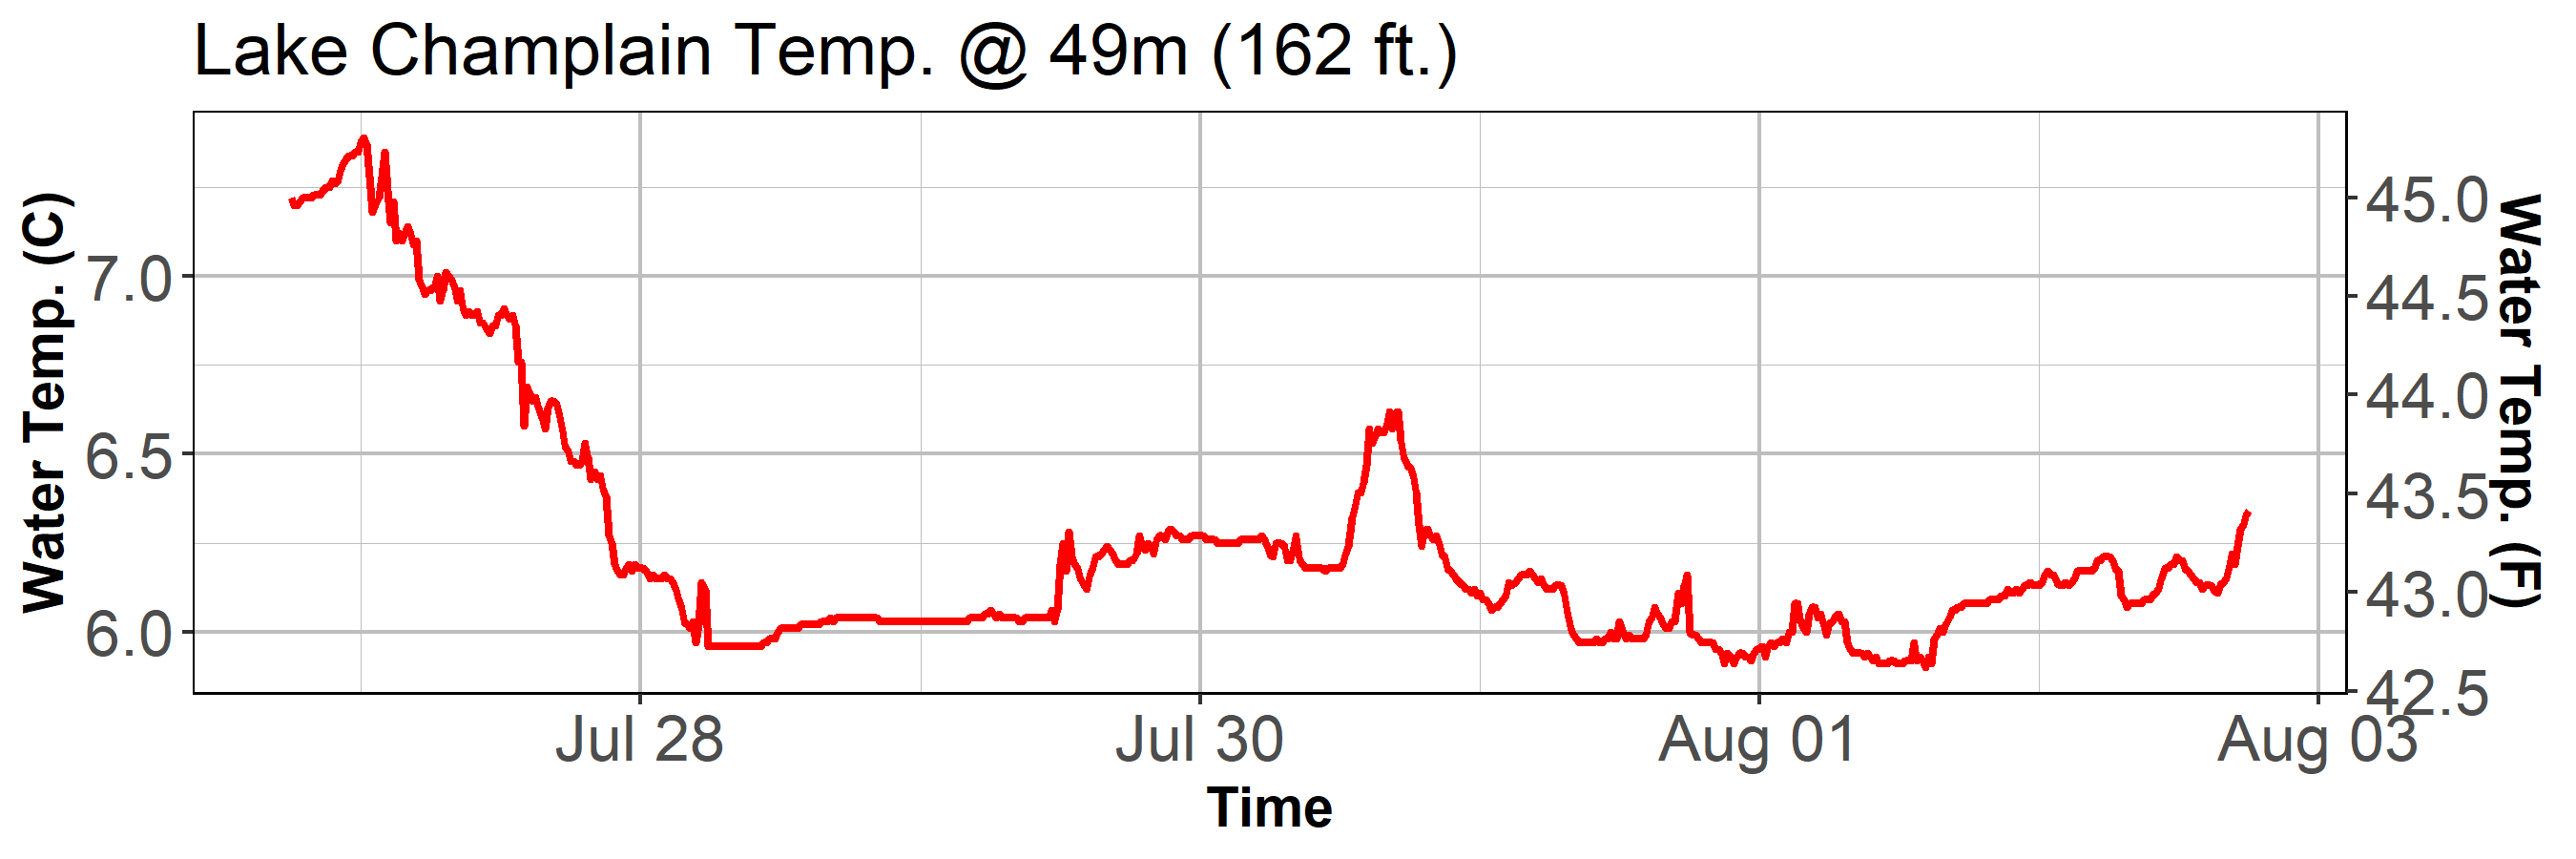 Lake Champlain Temp. @ 49m (162 ft.)
Water Temp. (C)
7.0
6.5
6.0
45.0
44.5
44.0
43.5
43.0
42.5
Water Temp. (F)
Jul 28 Jul 30 Aug 01 Aug 03
Time